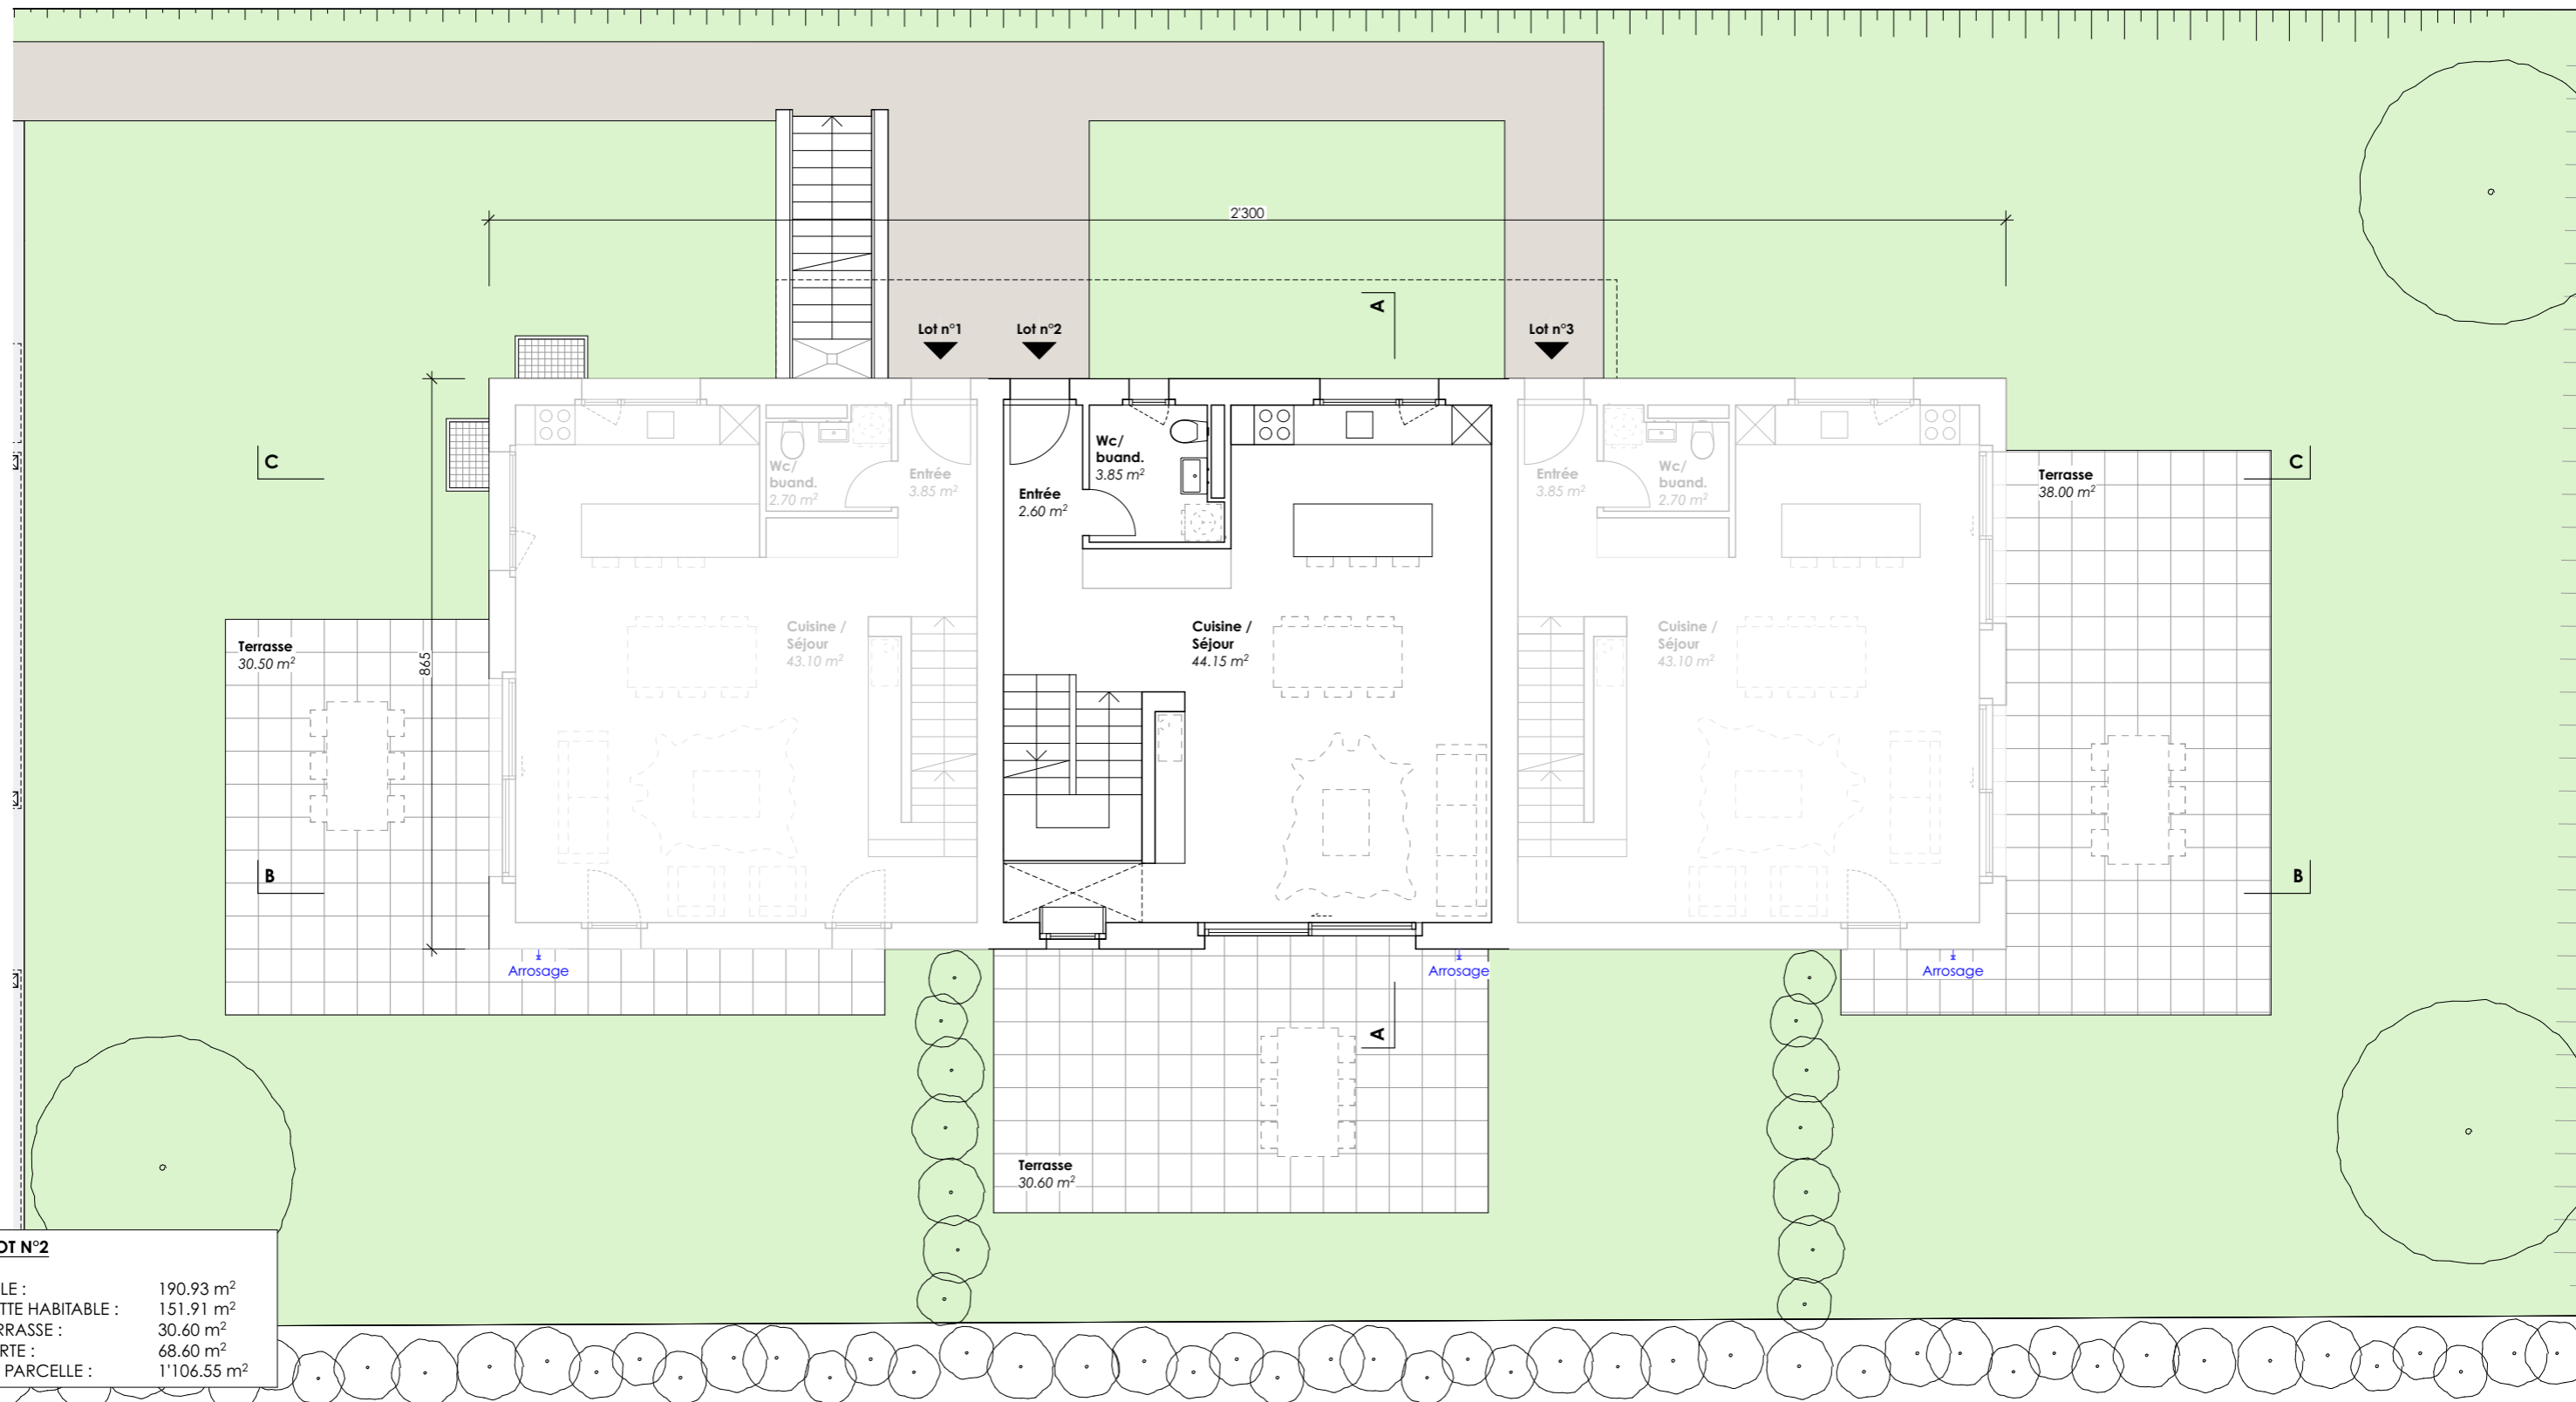 2'300
A
Lot n°1
Lot n°2
Lot n°3
C
C
Wc/
buand.
2.70 m²
Entrée
3.85 m²
Entrée
2.60 m²
Wc/
buand.
3.85 m²
Entrée
3.85 m²
Wc/
buand.
2.70 m²
Terrasse
38.00 m²
Terrasse
30.50 m²
865
Cuisine /
Séjour
43.10 m²
Cuisine /
Séjour
44.15 m²
Cuisine /
Séjour
43.10 m²
B
B
Arrosage
Arrosage
Arrosage
A
Terrasse
30.60 m²
OT N°2
LE : 190.93 m²
TTE HABITABLE : 151.91 m²
RRASSE : 30.60 m²
RTE : 68.60 m²
PARCELLE : 1'106.55 m²